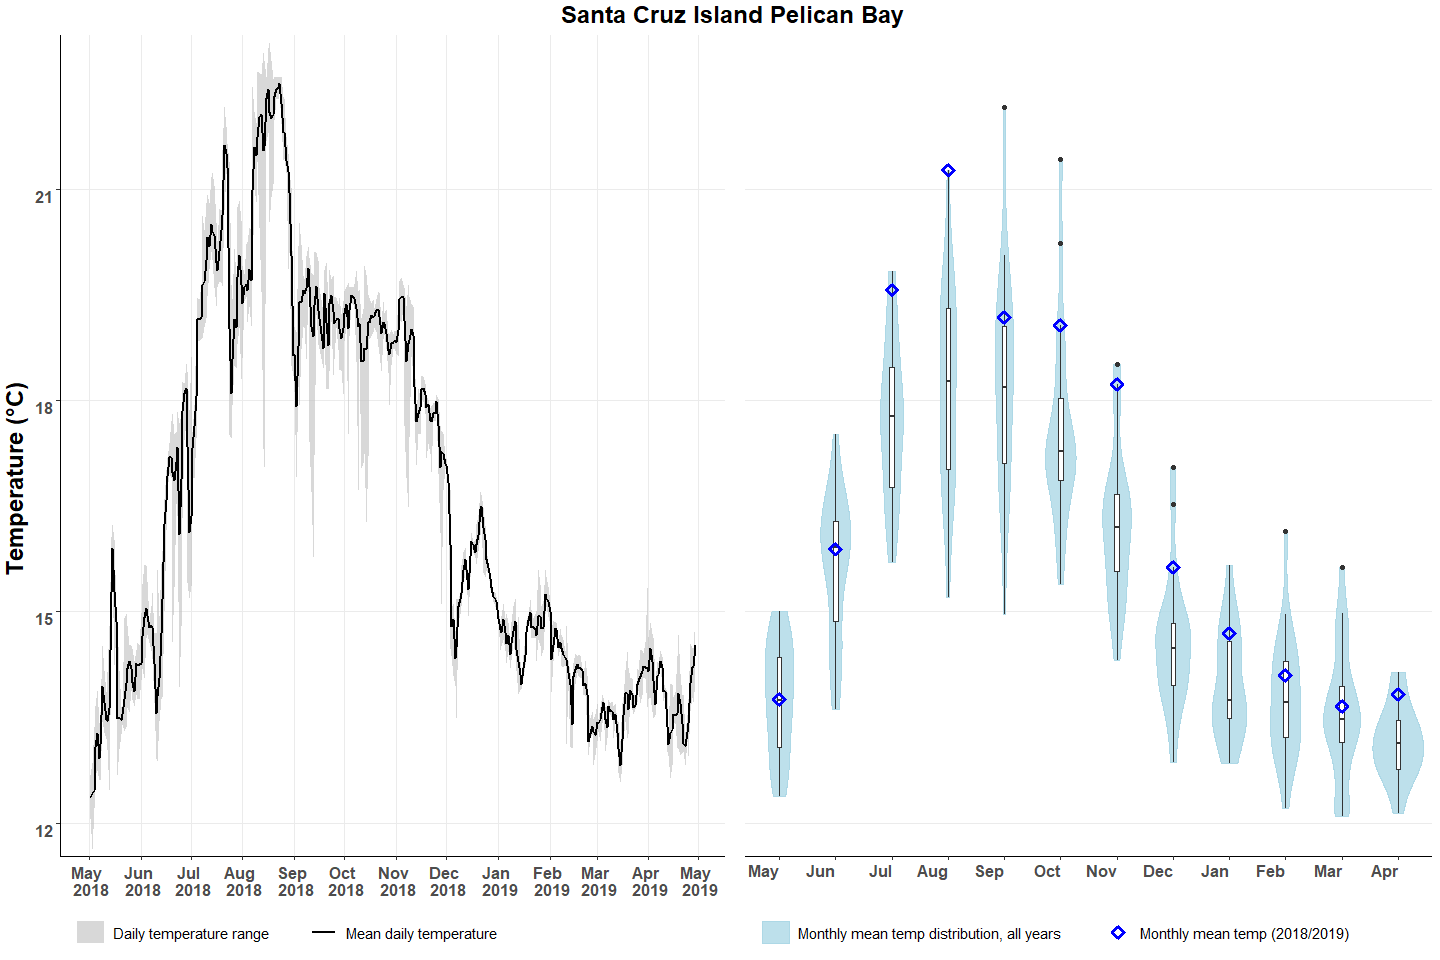 Santa Cruz Island Pelican Bay
Temperature (°C)
21
18
15
12
May Jun Jul Aug Sep Oct Nov Dec Jan Feb Mar Apr May
2018 2018 2018 2018 2018 2018 2018 2018 2019 2019 2019 2019 2019
May Jun Jul Aug Sep Oct Nov Dec Jan Feb Mar Apr
Daily temperature range Mean daily temperature
Monthly mean temp distribution, all years Monthly mean temp (2018/2019)